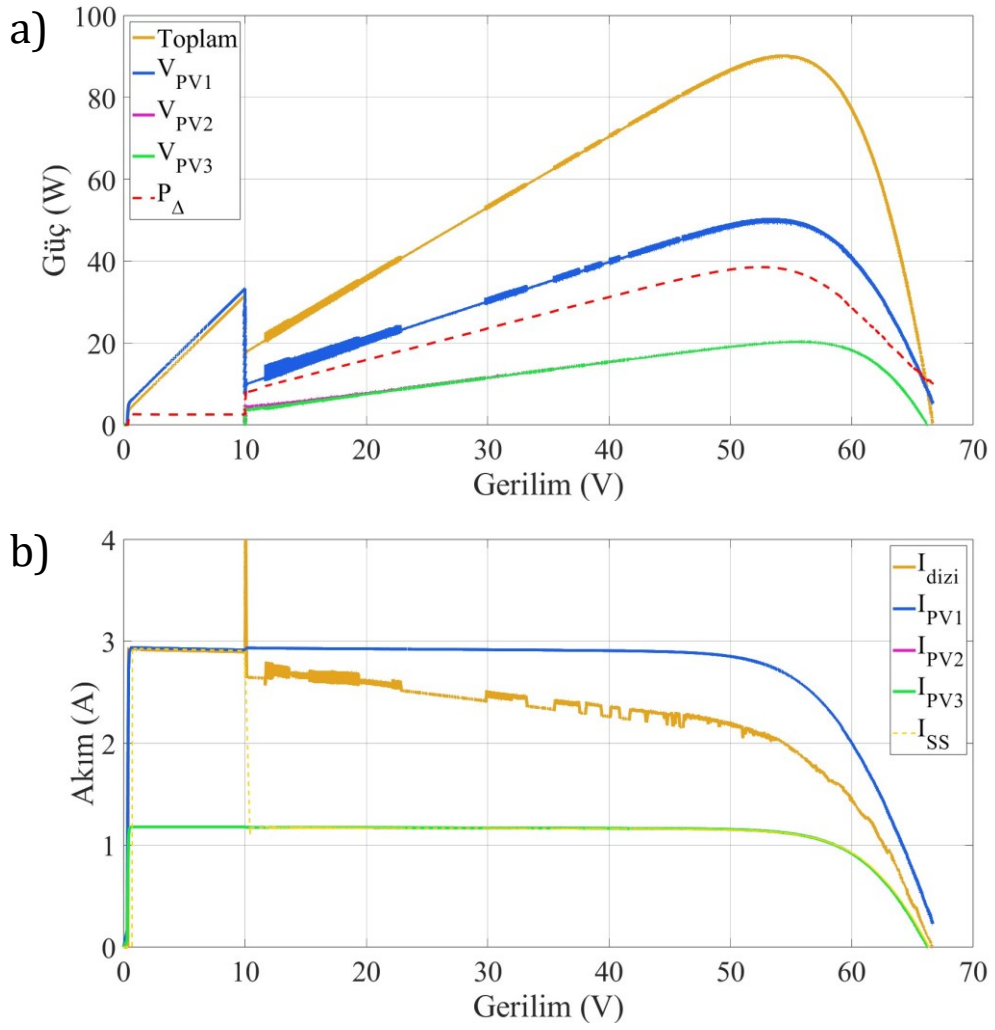 a)
100
80
60
40
20
0
Güç (W)
Toplam
V_PV1
V_PV2
V_PV3
P_Δ
0 10 20 30 40 50 60 70
Gerilim (V)
b)
4
3
2
1
0
Akım (A)
I_dizi
I_PV1
I_PV2
I_PV3
I_SS
0 10 20 30 40 50 60 70
Gerilim (V)